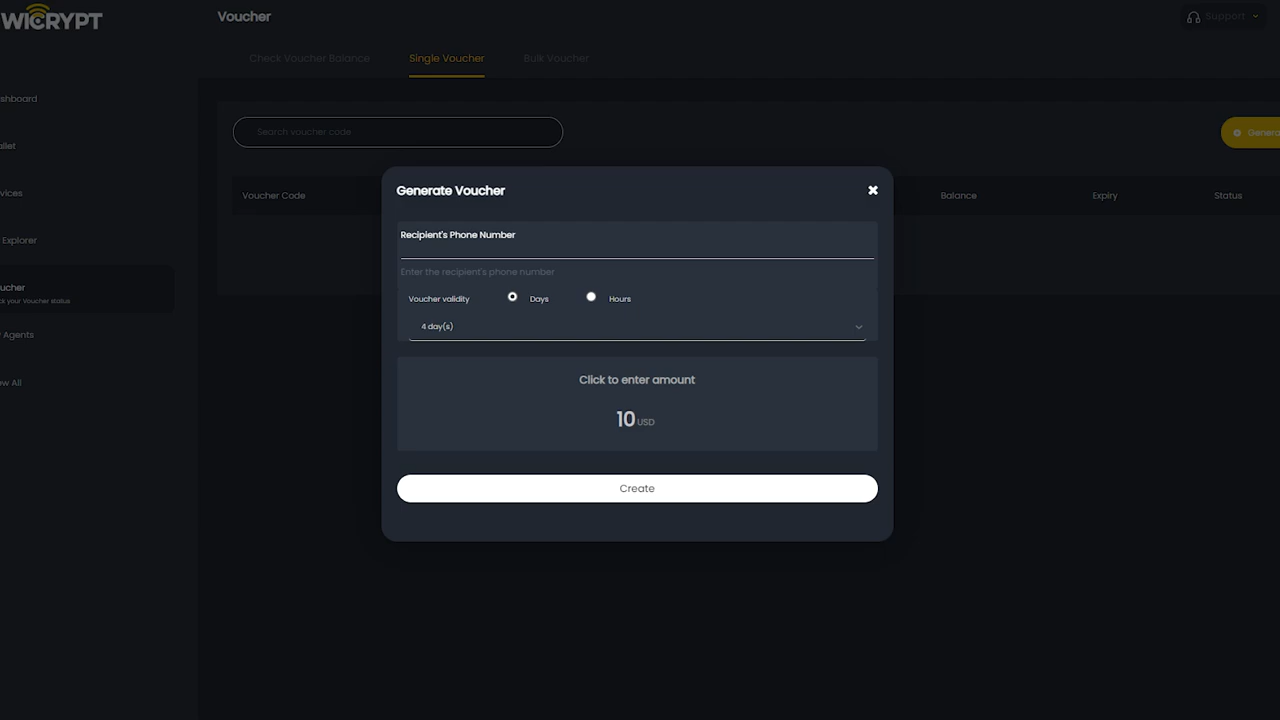 WICRYPT
Voucher
Support
Check Voucher Balance Single Voucher Bulk Voucher
shboard
allet
vices
Explorer
ucher
ck your Voucher status
Agents
ew All
Search voucher code
Genera
Voucher Code Balance Expiry Status
Generate Voucher
Recipient's Phone Number
Enter the recipient's phone number
Voucher validity Days Hours
4 day(s)
Click to enter amount
10 USD
Create